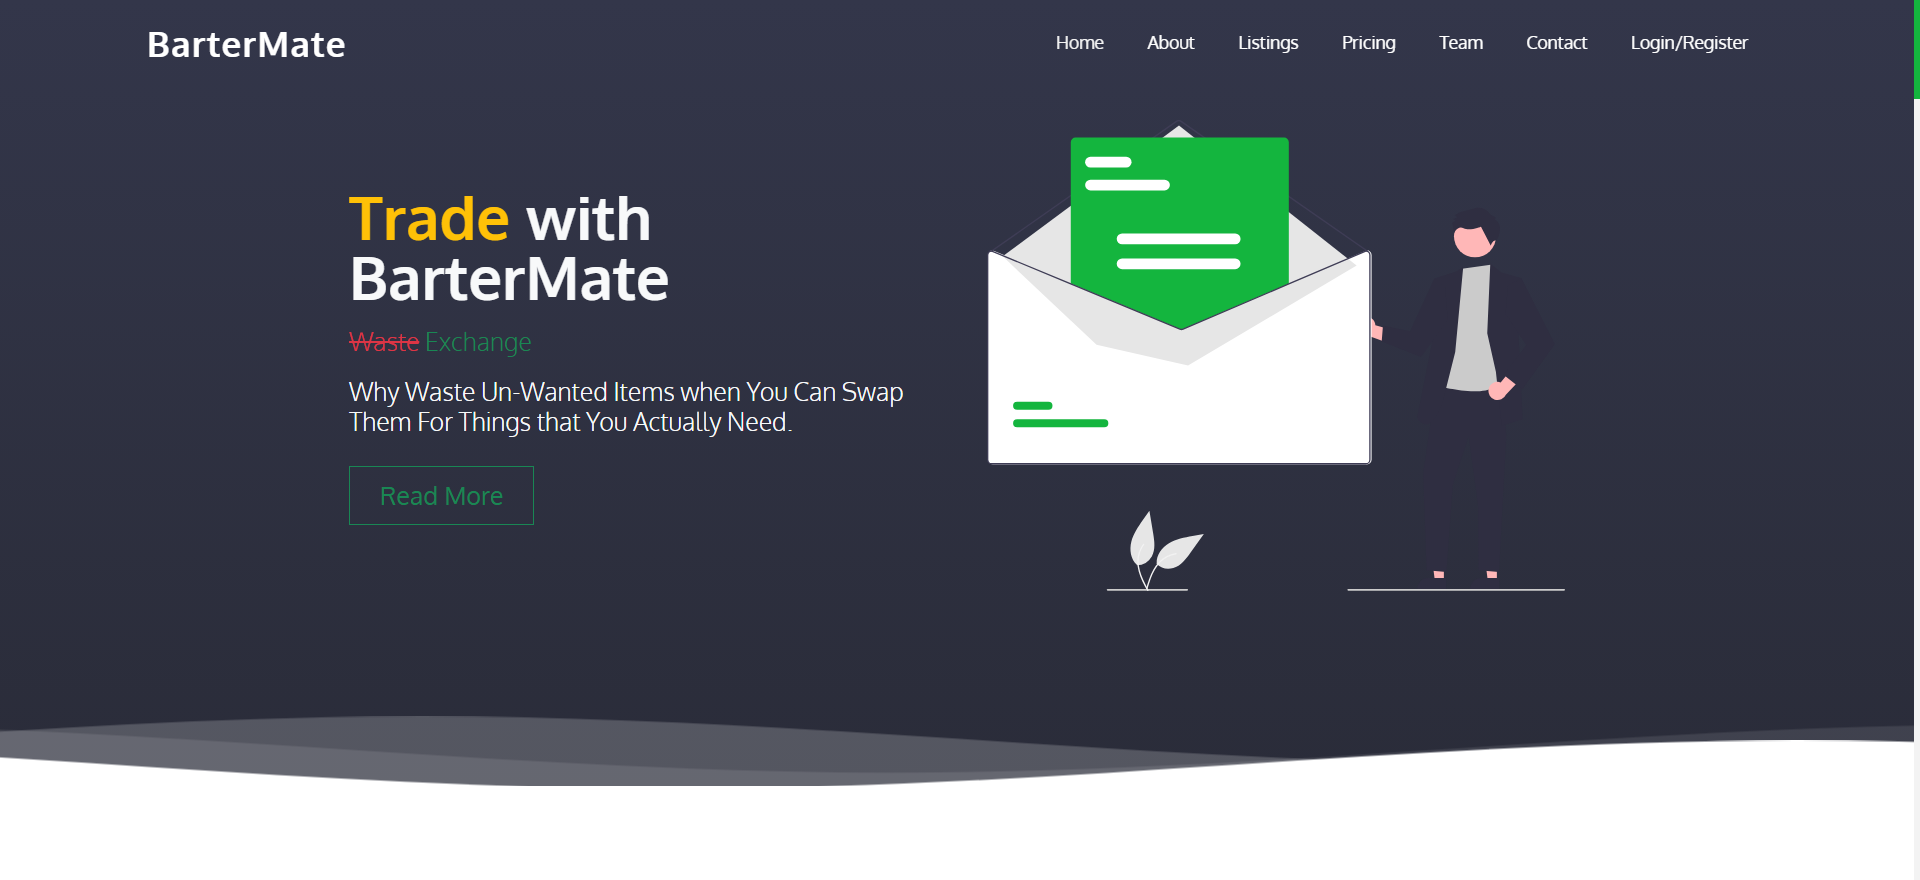 BarterMate
Home About Listings Pricing Team Contact Login/Register
Trade with
BarterMate
Waste Exchange
Why Waste Un-Wanted Items when You Can Swap
Them For Things that You Actually Need.
Read More